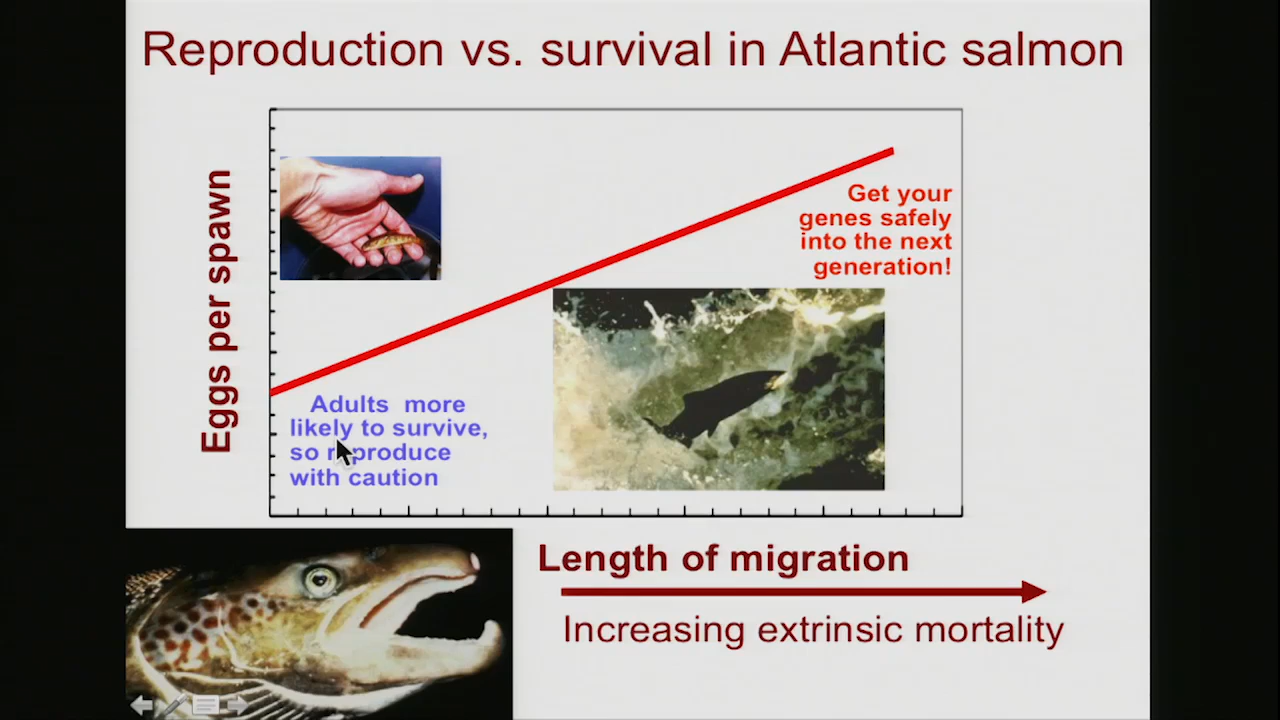 Reproduction vs. survival in Atlantic salmon
Eggs per spawn
Get your
genes safely
into the next
generation!
Adults more
likely to survive,
so reproduce
with caution
Length of migration
Increasing extrinsic mortality